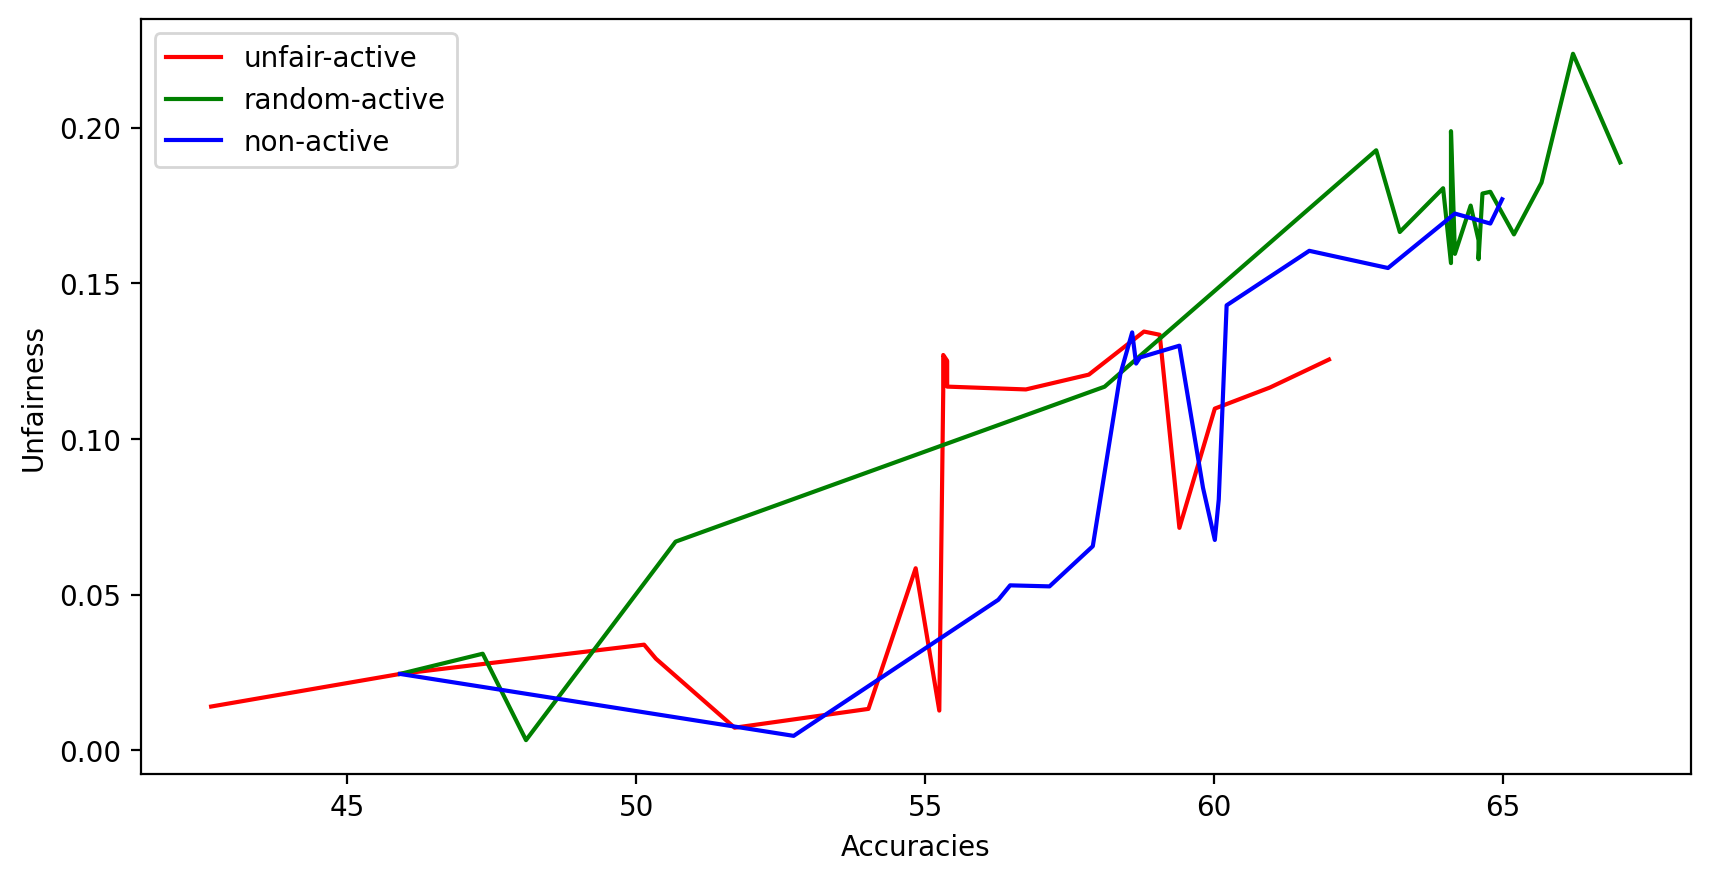 unfair-active
random-active
non-active
0.20
0.15
0.10
0.05
0.00
Unfairness
45 50 55 60 65
Accuracies